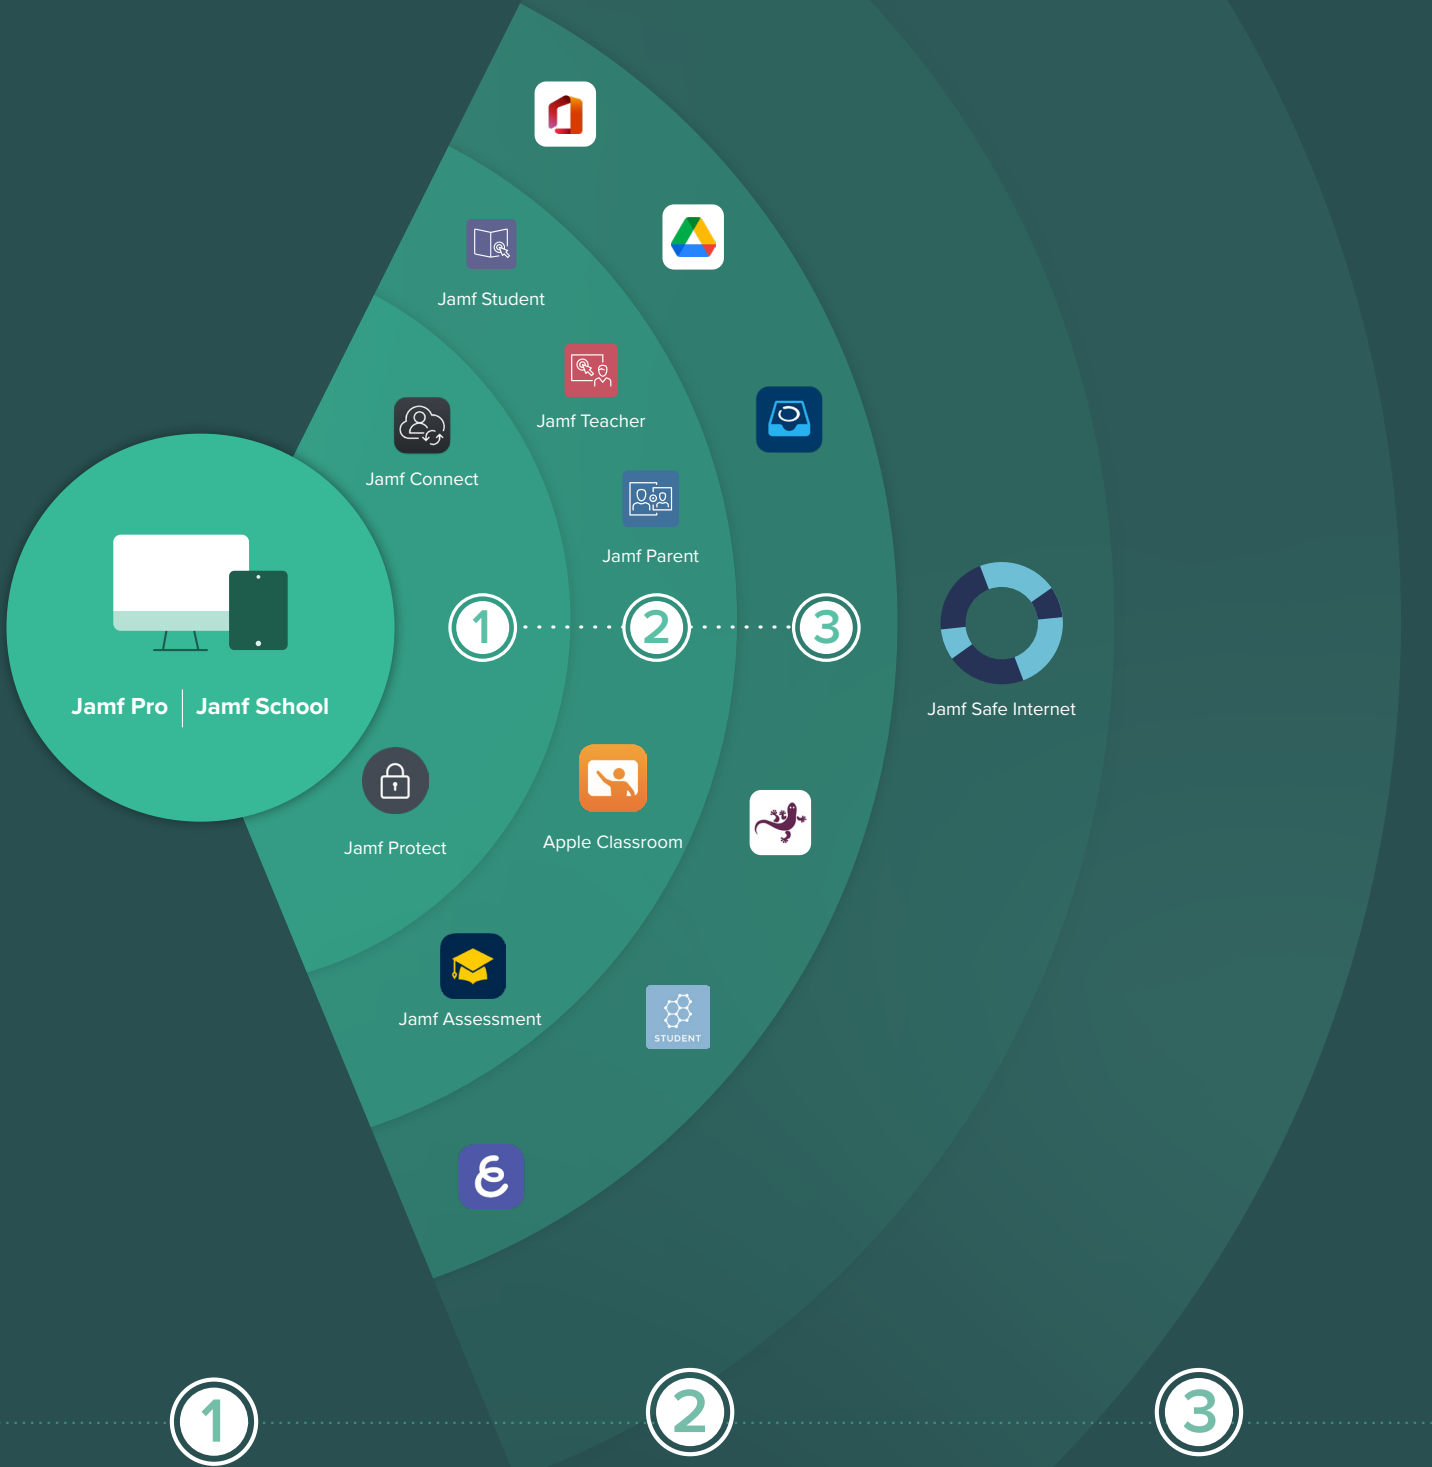 Jamf Student
Jamf Teacher
Jamf Connect
Jamf Parent
1
2
3
Jamf Pro | Jamf School
Jamf Safe Internet
Jamf Protect
Apple Classroom
Jamf Assessment
STUDENT
1
2
3